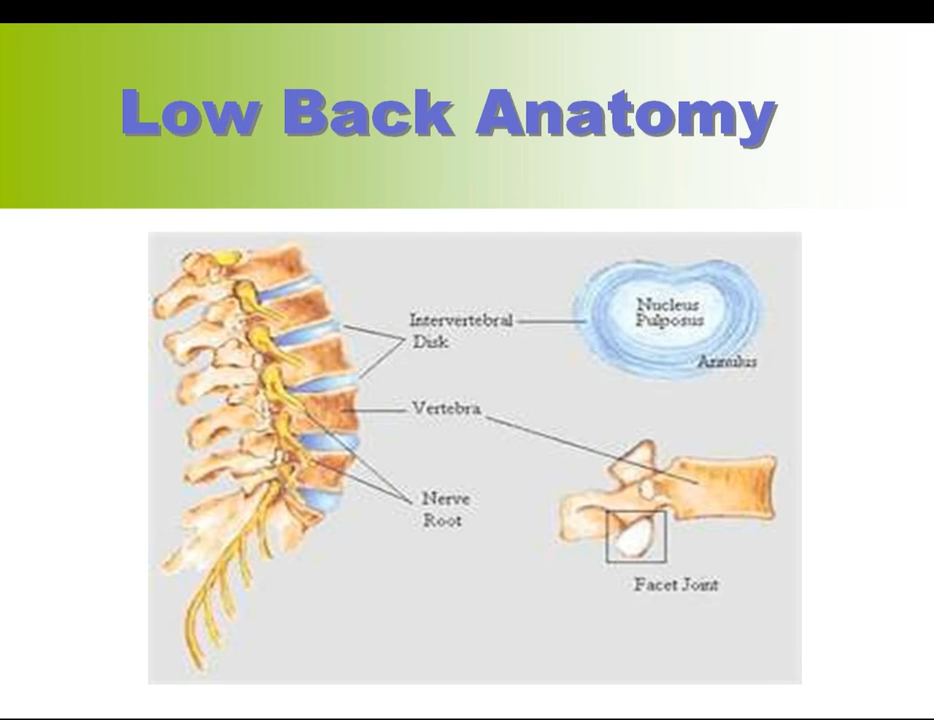 Low Back Anatomy
Intervertebral
Disk
Nucleus
Pulposus
Annulus
Vertebra
Nerve
Root
Facet Joint